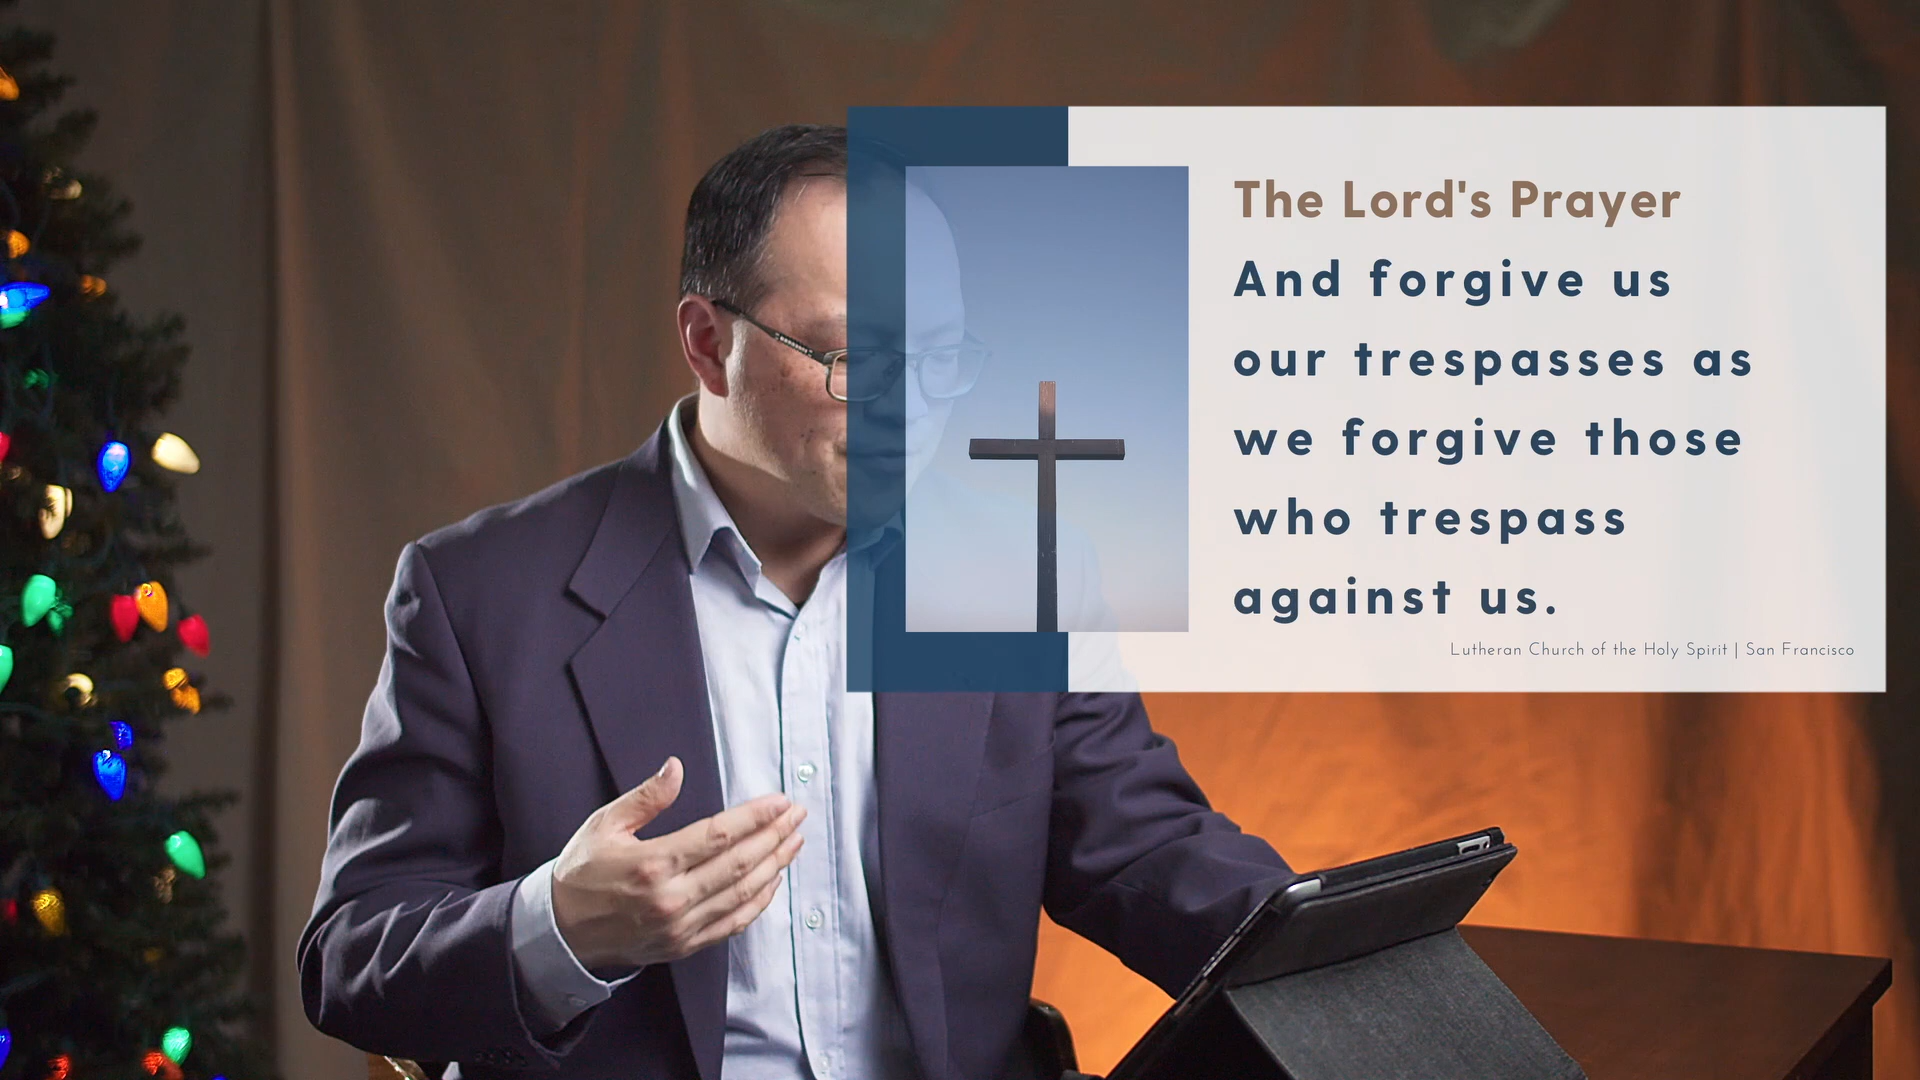 The Lord's Prayer
And forgive us
our trespasses as
we forgive those
who trespass
against us.
Lutheran Church of the Holy Spirit | San Francisco